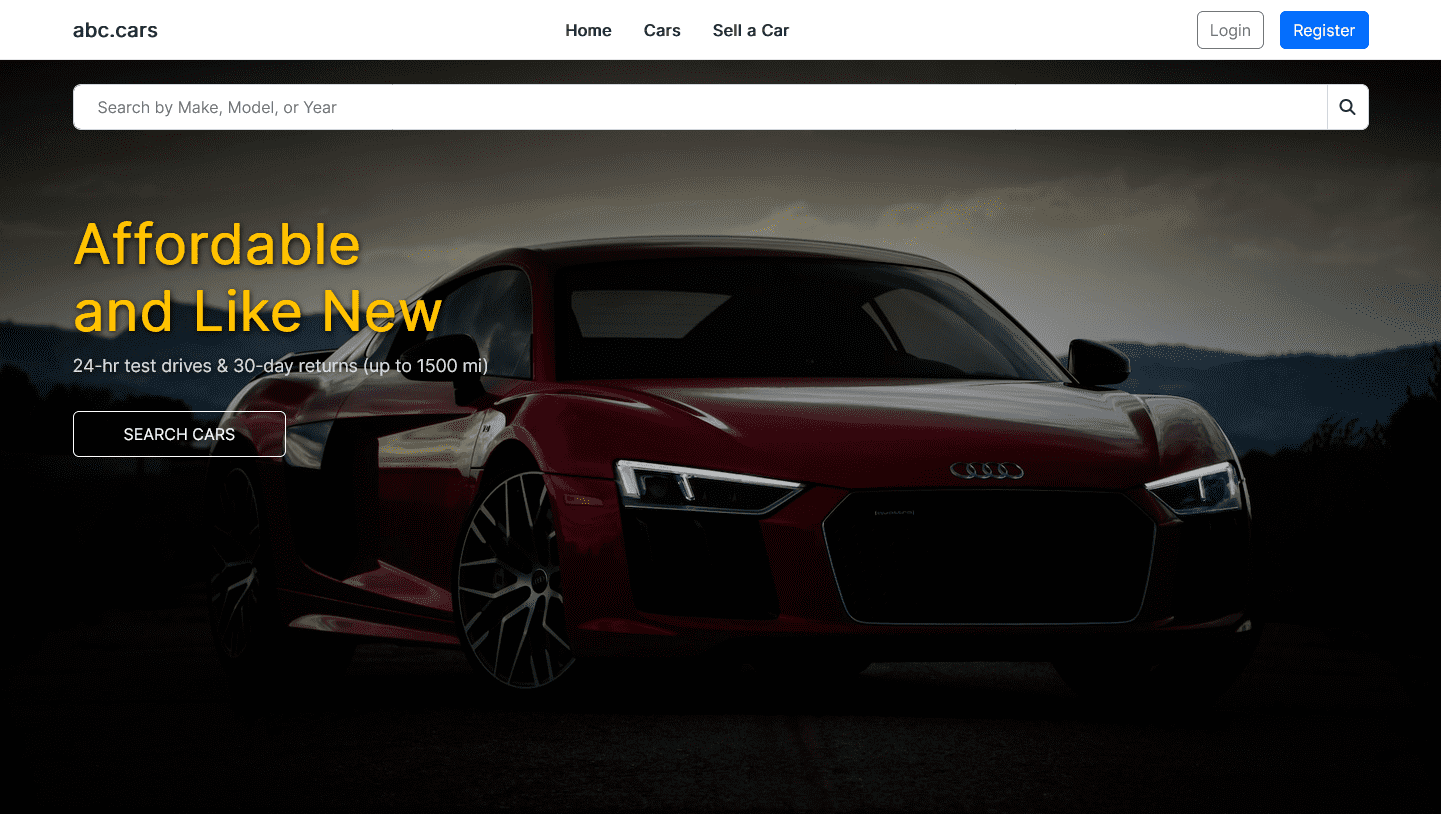 abc.cars
Home Cars Sell a Car
Login Register
Search by Make, Model, or Year
Affordable
and Like New
24-hr test drives & 30-day returns (up to 1500 mi)
SEARCH CARS